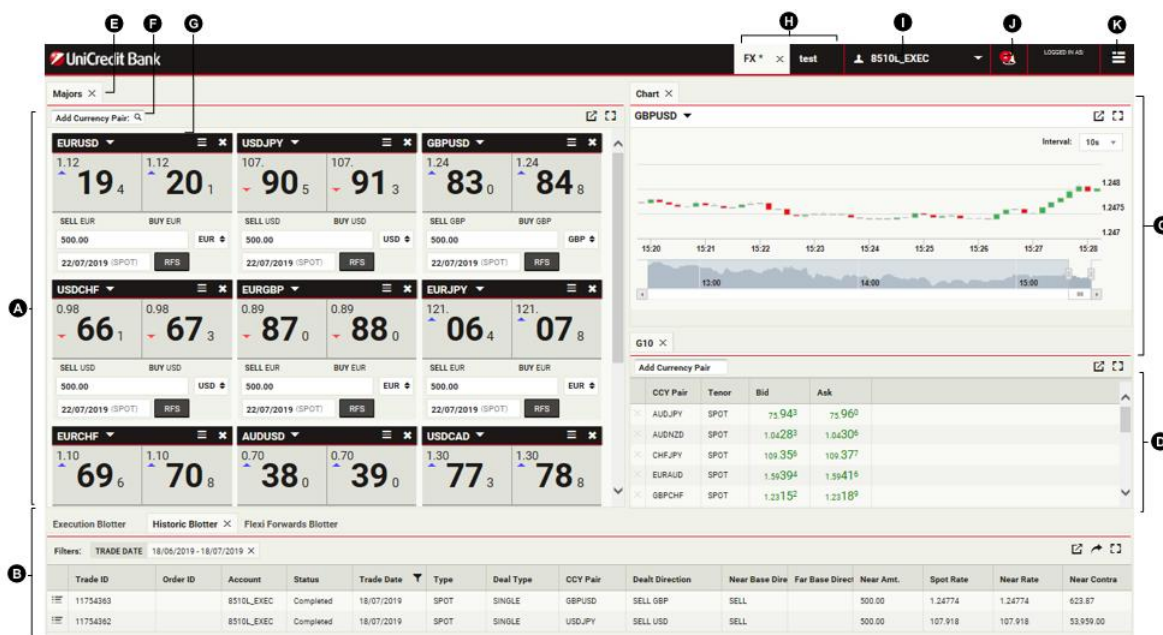 E F G H I J K
UniCredit Bank FX * × test 8510L_EXEC LOGGED IN AS:
Majors × Chart ×
Add Currency Pair: GBPUSD
EURUSD USDJPY GBPUSD Interval: 10s
1.12 1.12 107. 107. 1.24 1.24
19 4 20 1 90 5 91 3 83 0 84 8
1.248
1.2475
1.247
SELL EUR BUY EUR SELL USD BUY USD SELL GBP BUY GBP
500.00 EUR 500.00 USD 500.00 GBP
15:20 15:21 15:22 15:23 15:24 15:25 15:26 15:27 15:28
22/07/2019 (SPOT) RFS 22/07/2019 (SPOT) RFS 22/07/2019 (SPOT) RFS
13:00 14:00 15:00
C
USDCHF EURGBP EURJPY
0.98 0.98 0.89 0.89 121. 121.
66 1 67 3 87 0 88 0 06 4 07 8
A
G10 ×
SELL USD BUY USD SELL EUR BUY EUR SELL EUR BUY EUR
Add Currency Pair
500.00 USD 500.00 EUR 500.00 EUR
22/07/2019 (SPOT) RFS 22/07/2019 (SPOT) RFS 22/07/2019 (SPOT) RFS
CCY Pair Tenor Bid Ask
AUDJPY SPOT 75.943 75.960
AUDNZD SPOT 1.04283 1.04306
CHFJPY SPOT 109.356 109.377
EURAUD SPOT 1.59394 1.59416
GBPCHF SPOT 1.23152 1.23189
D
EURCHF AUDUSD USDCAD
1.10 1.10 0.70 0.70 1.30 1.30
69 6 70 8 38 0 39 0 77 3 78 8
Execution Blotter Historic Blotter × Flexi Forwards Blotter
Filters: TRADE DATE 18/06/2019 - 18/07/2019 ×
B
Trade ID Order ID Account Status Trade Date Type Deal Type CCY Pair Dealt Direction Near Base Dire Far Base Direct Near Amt. Spot Rate Near Rate Near Contra
11754363 8510L_EXEC Completed 18/07/2019 SPOT SINGLE GBPUSD SELL GBP SELL 500.00 1.24774 1.24774 623.87
11754362 8510L_EXEC Completed 18/07/2019 SPOT SINGLE USDJPY SELL USD SELL 500.00 107.918 107.918 53,959.00